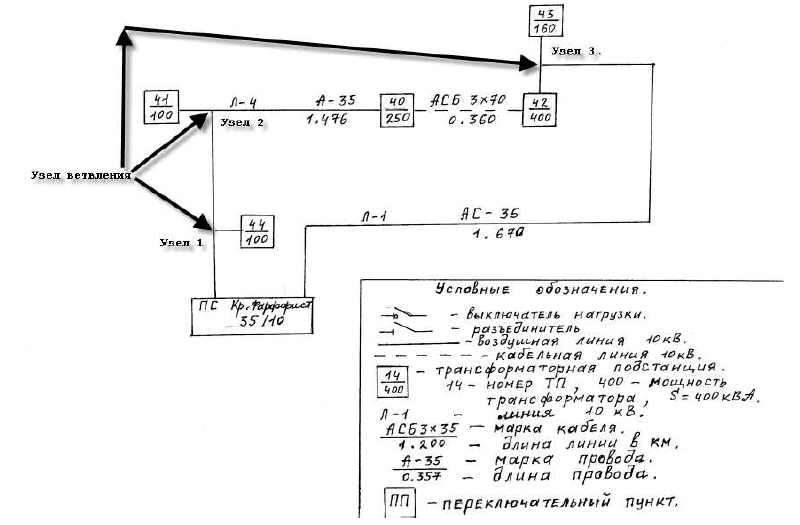 43
160
Узел 3.
41
100
Л-4
А-35
1.476
40
250
АСБ 3×70
0.360
42
400
Узел 2
Узел ветвления
Узел 1
44
100
Л-1
АС-35
1.670
ПС Кр. Фарфорист
35/10
Условные обозначения.
- выключатель нагрузки.
- разъединитель
- воздушная линия 10кВ.
- кабельная линия 10кВ.
14
400
- трансформаторная подстанция.
14 - номер ТП, 400 - мощность
трансформатора, S=400кВА.
Л-1 - линия 10 кВ.
АСБ3×35 - марка кабеля.
1.200 - длина линии в км.
А-35 - марка провода.
0.357 - длина провода.
ПП - переключательный пункт.